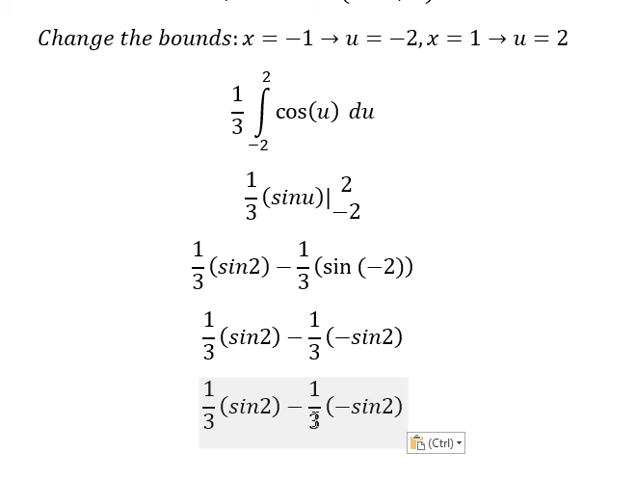 Change the bounds: x = −1 → u = −2, x = 1 → u = 2
1/3 ∫_{-2}^{2} cos(u) du
1/3 (sinu)|_{−2}^{2}
1/3 (sin2) − 1/3 (sin (−2))
1/3 (sin2) − 1/3 (−sin2)
1/3 (sin2) − 1/3 (−sin2)
(Ctrl)